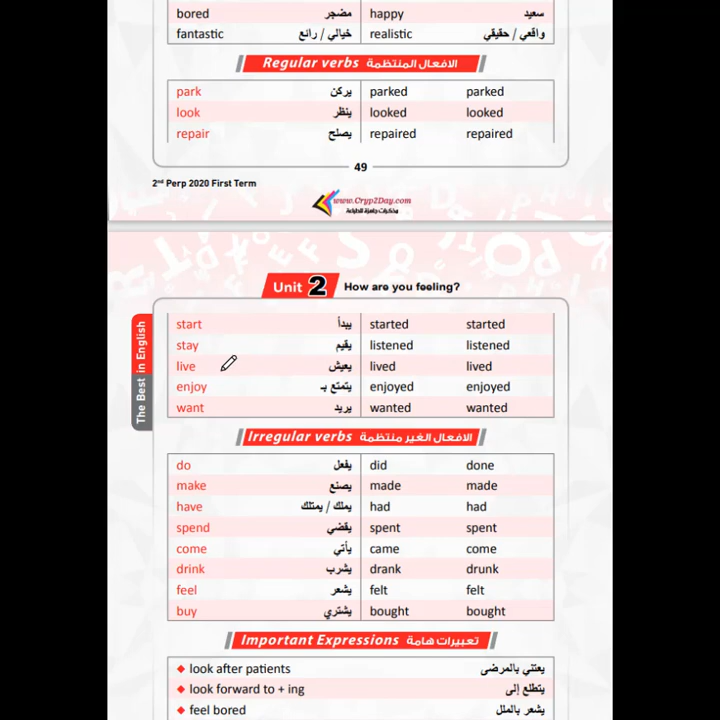 bored مضجر happy سعيد
fantastic خيالي / رائع realistic واقعي / حقيقي
Regular verbs الافعال المنتظمة
park يركن parked parked
look ينظر looked looked
repair يصلح repaired repaired
49
2nd Perp 2020 First Term
www.Cryp2Day.com
مذكرات جاهزة للطباعة
Unit 2 How are you feeling?
The Best in English
start يبدأ started started
stay يقيم listened listened
live يعيش lived lived
enjoy يتمتع بـ enjoyed enjoyed
want يريد wanted wanted
Irregular verbs الافعال الغير منتظمة
do يفعل did done
make يصنع made made
have يملك / يمتلك had had
spend يقضي spent spent
come يأتي came come
drink يشرب drank drunk
feel يشعر felt felt
buy يشتري bought bought
Important Expressions تعبيرات هامة
◆ look after patients يعتني بالمرضى
◆ look forward to + ing يتطلع إلى
◆ feel bored يشعر بالملل